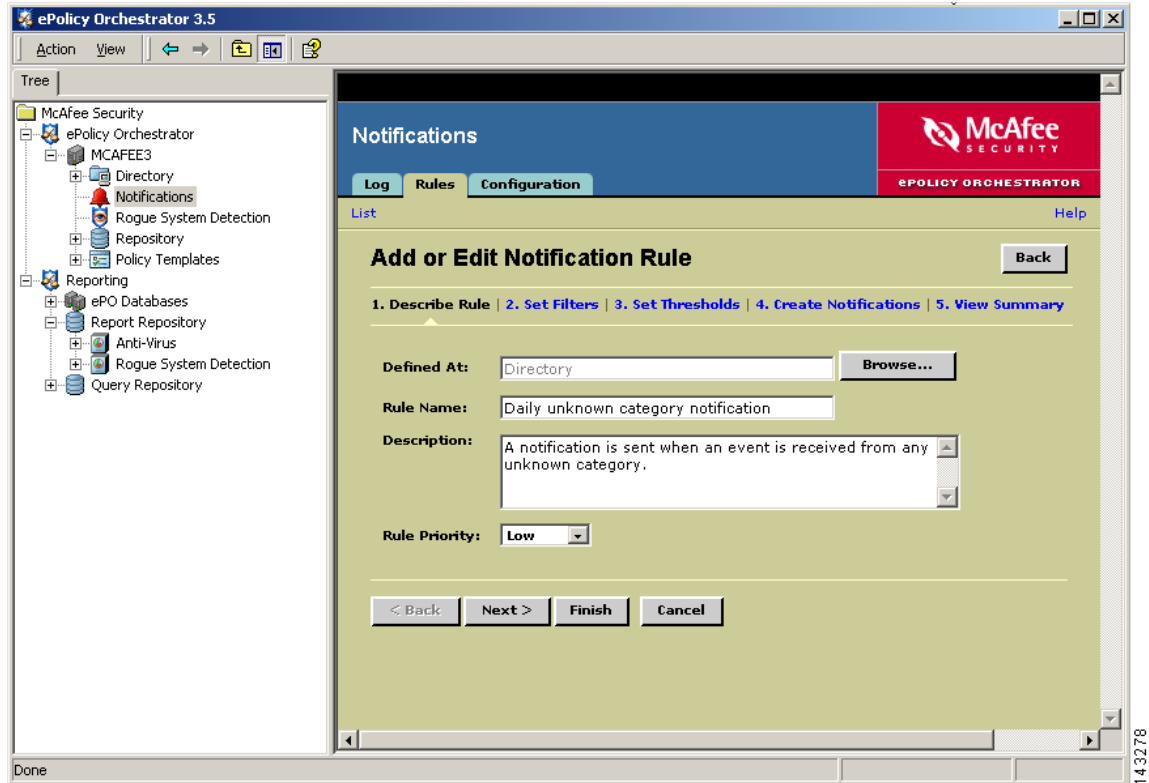 ePolicy Orchestrator 3.5
Action View
Tree
McAfee Security
ePolicy Orchestrator
MCAFEE3
Directory
Notifications
Rogue System Detection
Repository
Policy Templates
Reporting
ePO Databases
Report Repository
Anti-Virus
Rogue System Detection
Query Repository
Notifications
McAfee
SECURITY
ePOLICY ORCHESTRATOR
Log Rules Configuration
List Help
Add or Edit Notification Rule
Back
1. Describe Rule | 2. Set Filters | 3. Set Thresholds | 4. Create Notifications | 5. View Summary
Defined At: Directory Browse...
Rule Name: Daily unknown category notification
Description: A notification is sent when an event is received from any
unknown category.
Rule Priority: Low
< Back Next > Finish Cancel
Done
143278